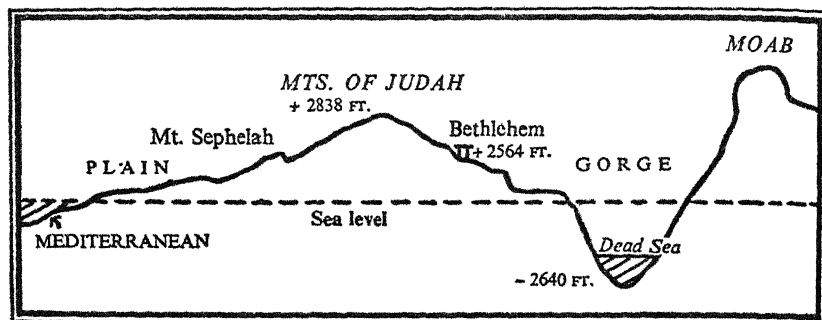 MOAB
MTS. OF JUDAH
+ 2838 FT.
Mt. Sephelah
Bethlehem
+ 2564 FT.
PLAIN
GORGE
Sea level
MEDITERRANEAN
Dead Sea
- 2640 FT.